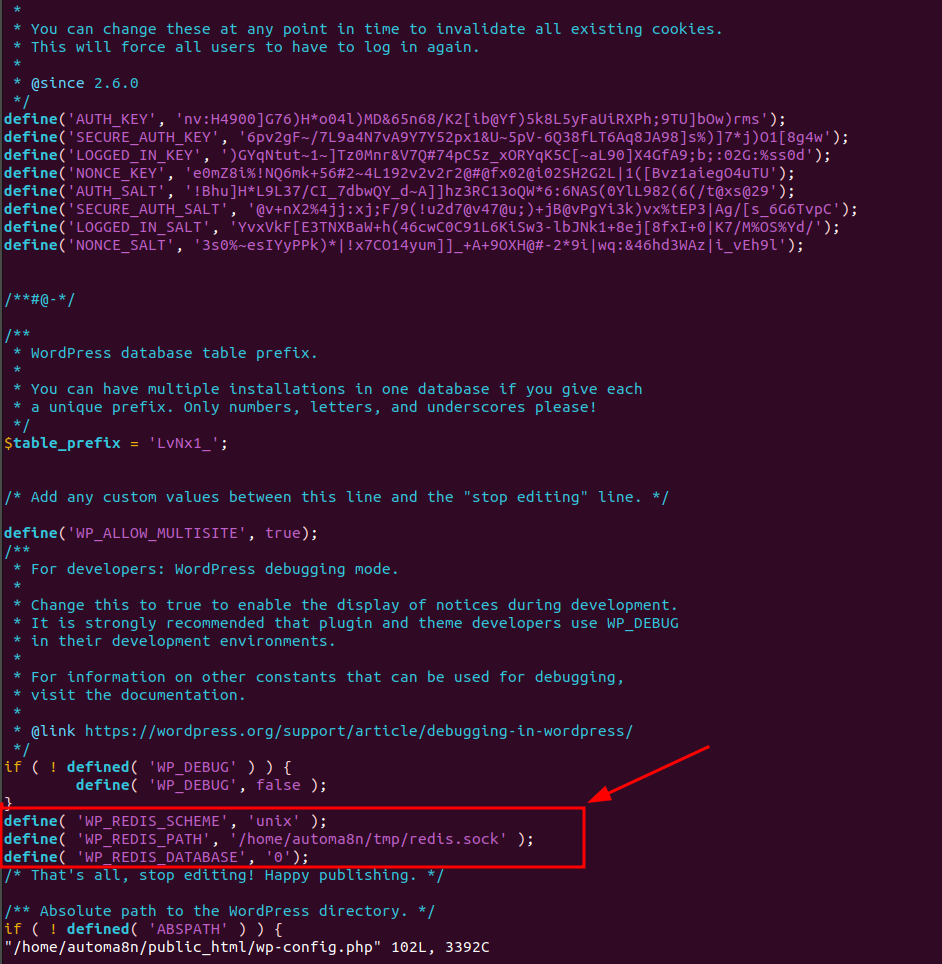 *
 * You can change these at any point in time to invalidate all existing cookies.
 * This will force all users to have to log in again.
 *
 * @since 2.6.0
 */
define('AUTH_KEY', 'nv:H4900]G76)H*o04l)MD&65n68/K2[ib@Yf)5k8L5yFaUiRXPh;9TU]bOw)rms');
define('SECURE_AUTH_KEY', '6pv2gF~/7L9a4N7vA9Y7Y52px1&U~5pV-6Q38fLT6Aq8JA98]s%)]7*j)O1[8g4w');
define('LOGGED_IN_KEY', ')GYqNtut~1~]Tz0Mnr&V7Q#74pC5z_xORYqK5C[~aL90]X4GfA9;b;:02G:%ss0d');
define('NONCE_KEY', 'e0mZ8i%!NQ6mk+56#2~4L192v2v2r2@#@fx02@i02SH2G2L|1([Bvz1aiegO4uTU');
define('AUTH_SALT', '!Bhu]H*L9L37/CI_7dbwQY_d~A]]hz3RC13oQW*6:6NAS(0YlL982(6(/t@xs@29');
define('SECURE_AUTH_SALT', '@v+nX2%4jj:xj;F/9(!u2d7@v47@u;)+jB@vPgYi3k)vx%tEP3|Ag/[s_6G6TvpC');
define('LOGGED_IN_SALT', 'YvxVkF[E3TNXBaW+h(46cwC0C91L6KiSw3-lbJNk1+8ej[8fxI+0|K7/M%OS%Yd/');
define('NONCE_SALT', '3s0%~esIYyPPk)*|!x7CO14yum]]_+A+9OXH@#-2*9i|wq:&46hd3WAz|i_vEh9l');
/**#@-*/
/**
 * WordPress database table prefix.
 *
 * You can have multiple installations in one database if you give each
 * a unique prefix. Only numbers, letters, and underscores please!
 */
$table_prefix = 'LvNx1_';
/* Add any custom values between this line and the "stop editing" line. */
define('WP_ALLOW_MULTISITE', true);
/**
 * For developers: WordPress debugging mode.
 *
 * Change this to true to enable the display of notices during development.
 * It is strongly recommended that plugin and theme developers use WP_DEBUG
 * in their development environments.
 *
 * For information on other constants that can be used for debugging,
 * visit the documentation.
 *
 * @link https://wordpress.org/support/article/debugging-in-wordpress/
 */
if ( ! defined( 'WP_DEBUG' ) ) {
        define( 'WP_DEBUG', false );
}
define( 'WP_REDIS_SCHEME', 'unix' );
define( 'WP_REDIS_PATH', '/home/automa8n/tmp/redis.sock' );
define( 'WP_REDIS_DATABASE', '0');
/* That's all, stop editing! Happy publishing. */
/** Absolute path to the WordPress directory. */
if ( ! defined( 'ABSPATH' ) ) {
"/home/automa8n/public_html/wp-config.php" 102L, 3392C